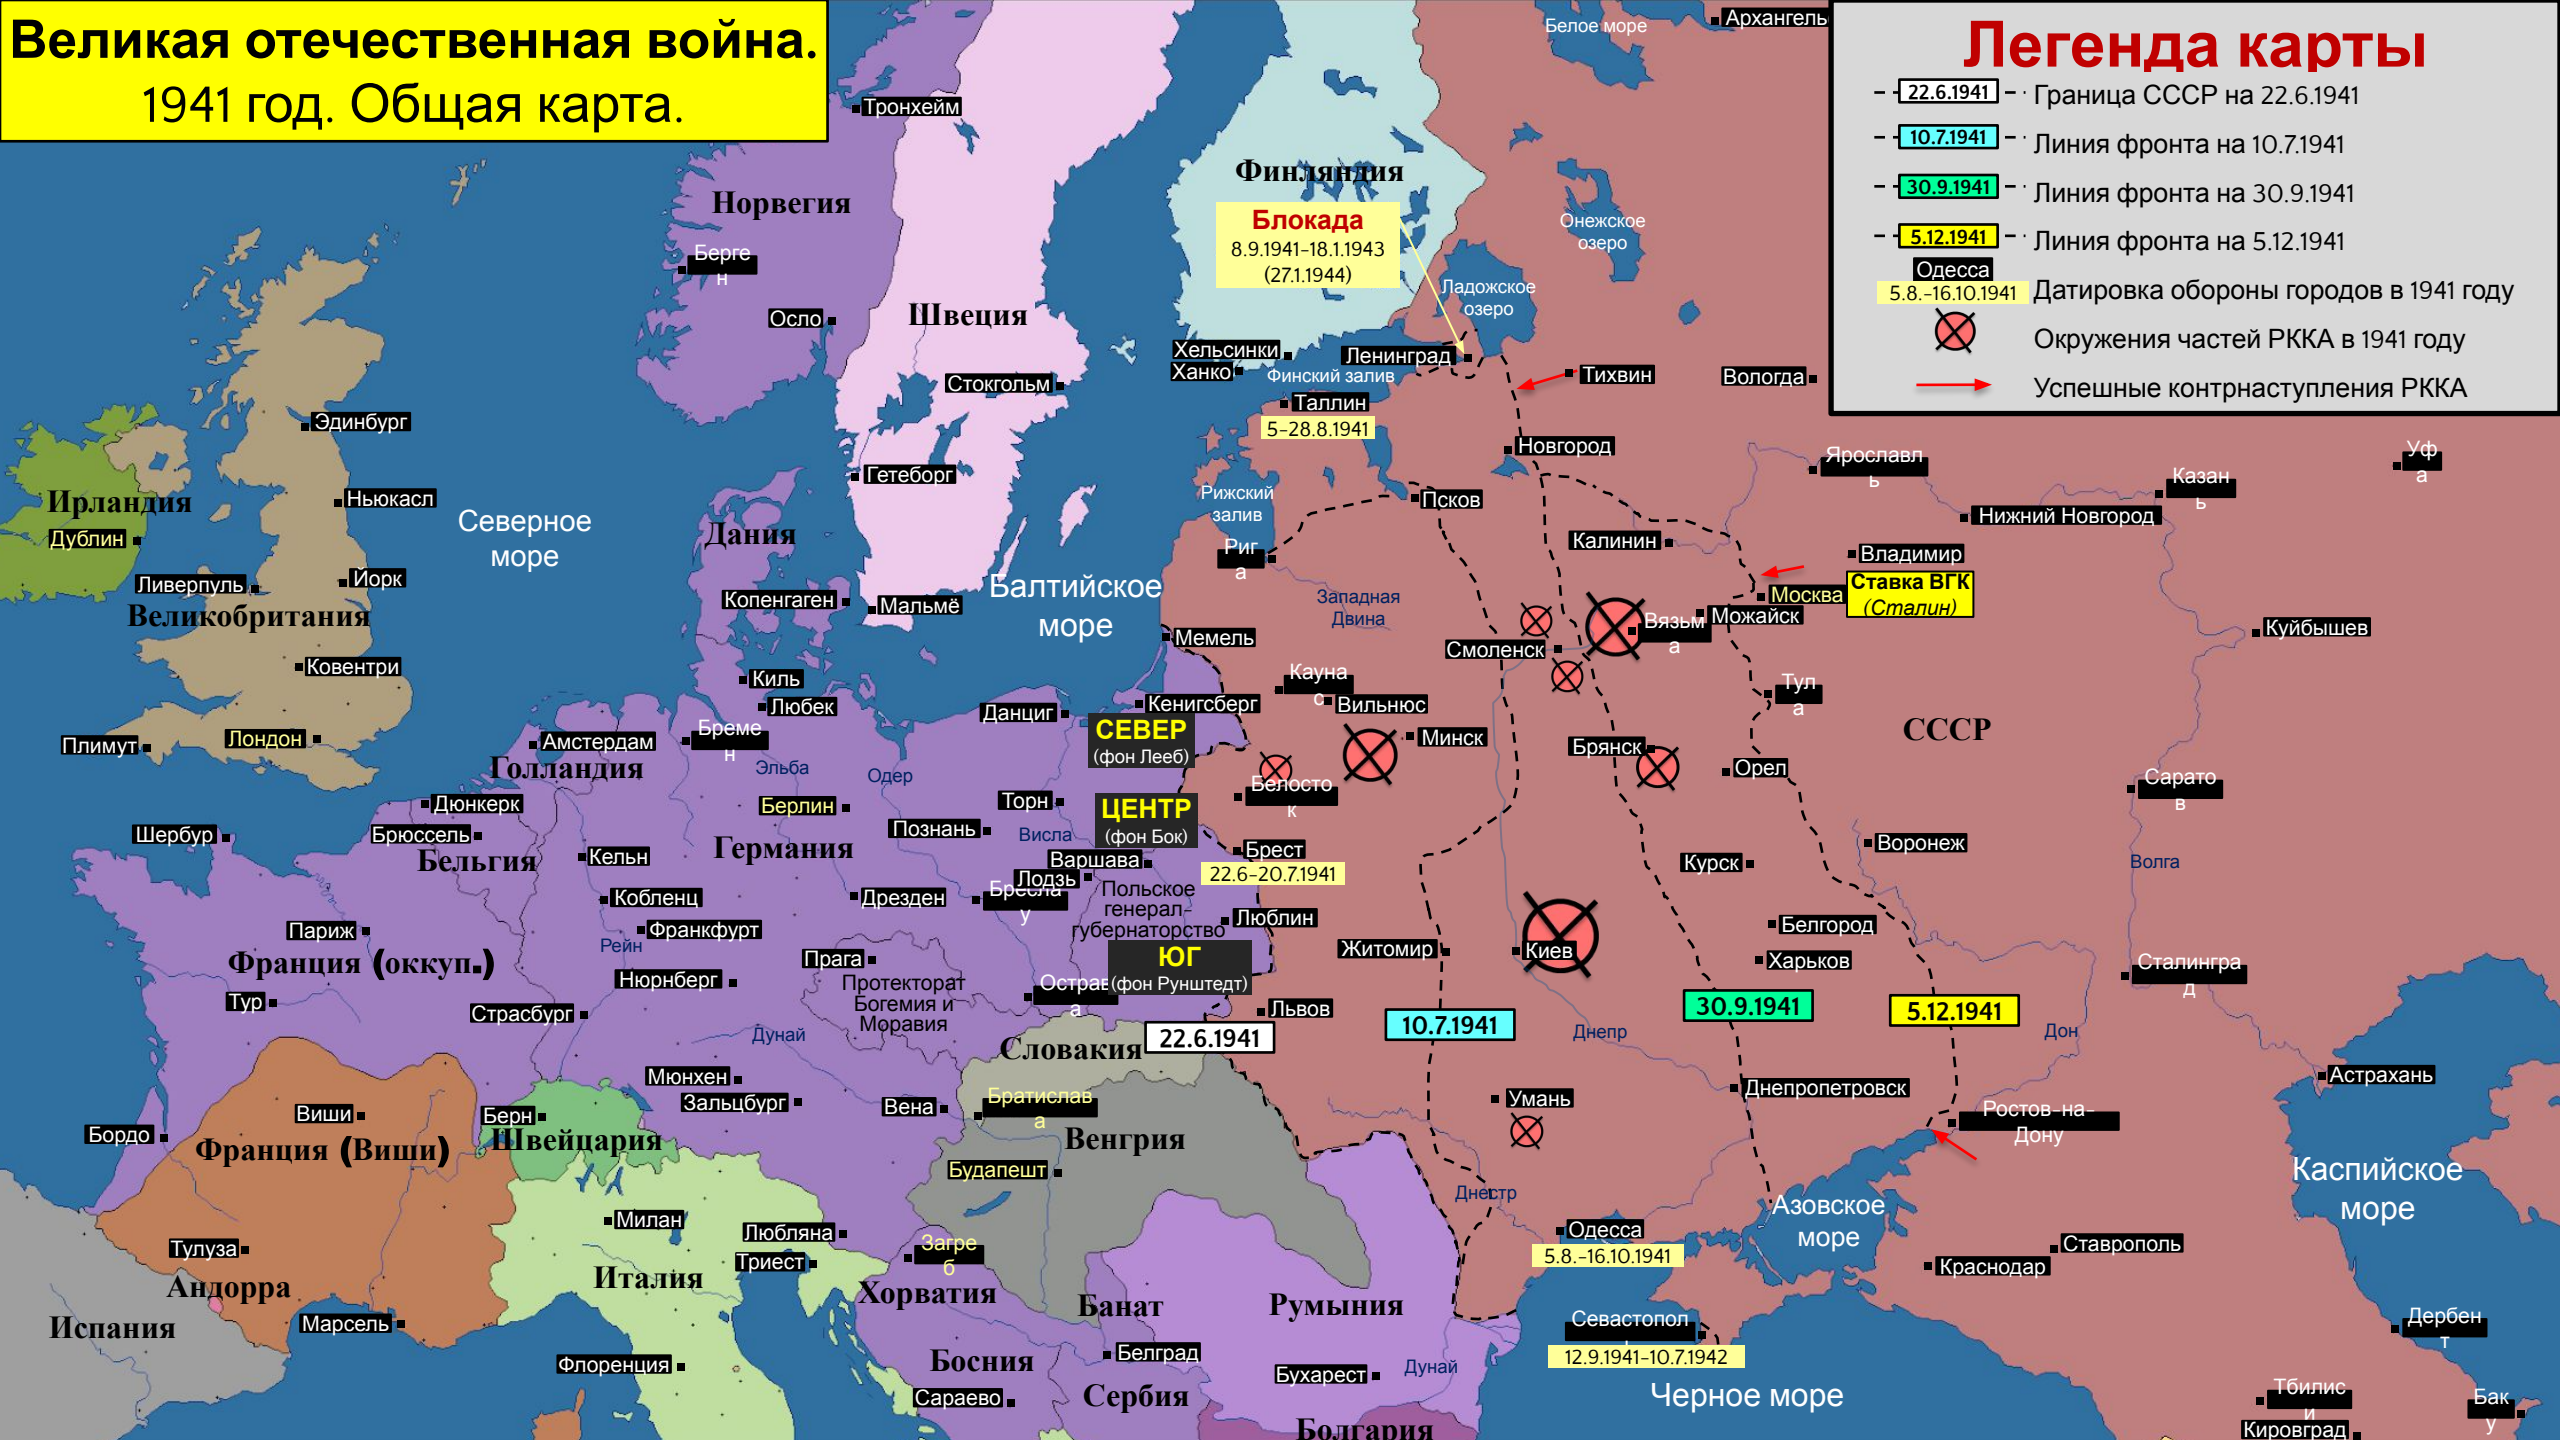 Великая отечественная война.
1941 год. Общая карта.
Легенда карты
22.6.1941 Граница СССР на 22.6.1941
10.7.1941 Линия фронта на 10.7.1941
30.9.1941 Линия фронта на 30.9.1941
5.12.1941 Линия фронта на 5.12.1941
Одесса
5.8.-16.10.1941 Датировка обороны городов в 1941 году
Окружения частей РККА в 1941 году
Успешные контрнаступления РККА
Белое море
Архангель
Тронхейм
Норвегия
Финляндия
Блокада
8.9.1941-18.1.1943
(27.1.1944)
Онежское
озеро
Берге
н
Ладожское
озеро
Осло
Швеция
Хельсинки
Ханко
Финский залив
Ленинград
Тихвин
Вологда
Стокгольм
Таллин
5-28.8.1941
Эдинбург
Новгород
Ярославл
ь
Уф
а
Гетеборг
Казан
ь
Ирландия
Ньюкасл
Рижский
залив
Псков
Нижний Новгород
Северное
море
Дания
Дублин
Калинин
Владимир
Риг
а
Ливерпуль
Йорк
Балтийское
море
Ставка ВГК
(Сталин)
Москва
Копенгаген
Мальмё
Западная
Двина
Великобритания
Вязьм
а
Можайск
Куйбышев
Мемель
Смоленск
Ковентри
Киль
Кауна
с
Вильнюс
Тул
а
Любек
Данциг
Кенигсберг
СССР
Плимут
Лондон
Бреме
н
Амстердам
СЕВЕР
(фон Лееб)
Минск
Брянск
Голландия
Эльба
Одер
Орел
Белосто
к
Сарато
в
Дюнкерк
Берлин
Торн
ЦЕНТР
(фон Бок)
Шербур
Брюссель
Познань
Висла
Бельгия
Кельн
Германия
Варшава
Брест
22.6-20.7.1941
Воронеж
Курск
Волга
Лодзь
Бресла
у
Кобленц
Дрезден
Польское
генерал-
губернаторство
Люблин
Париж
Франкфурт
Рейн
Белгород
Франция (оккуп.)
Прага
ЮГ
(фон Рунштедт)
Житомир
Киев
Харьков
Сталингра
д
Нюрнберг
Протекторат
Богемия и
Моравия
Острав
а
Тур
Страсбург
Львов
Дунай
22.6.1941
10.7.1941
30.9.1941
5.12.1941
Днепр
Дон
Словакия
Мюнхен
Астрахань
Зальцбург
Вена
Братислав
а
Умань
Днепропетровск
Виши
Берн
Ростов-на-
Дону
Бордо
Франция (Виши)
Швейцария
Венгрия
Будапешт
Каспийское
море
Днестр
Азовское
море
Милан
Любляна
Одесса
5.8.-16.10.1941
Тулуза
Триест
Загре
б
Ставрополь
Краснодар
Андорра
Италия
Хорватия
Банат
Румыния
Испания
Марсель
Севастопол
ь
12.9.1941-10.7.1942
Дербен
т
Флоренция
Босния
Белград
Бухарест
Дунай
Сараево
Сербия
Черное море
Тбилис
и
Бак
у
Болгария
Кировград